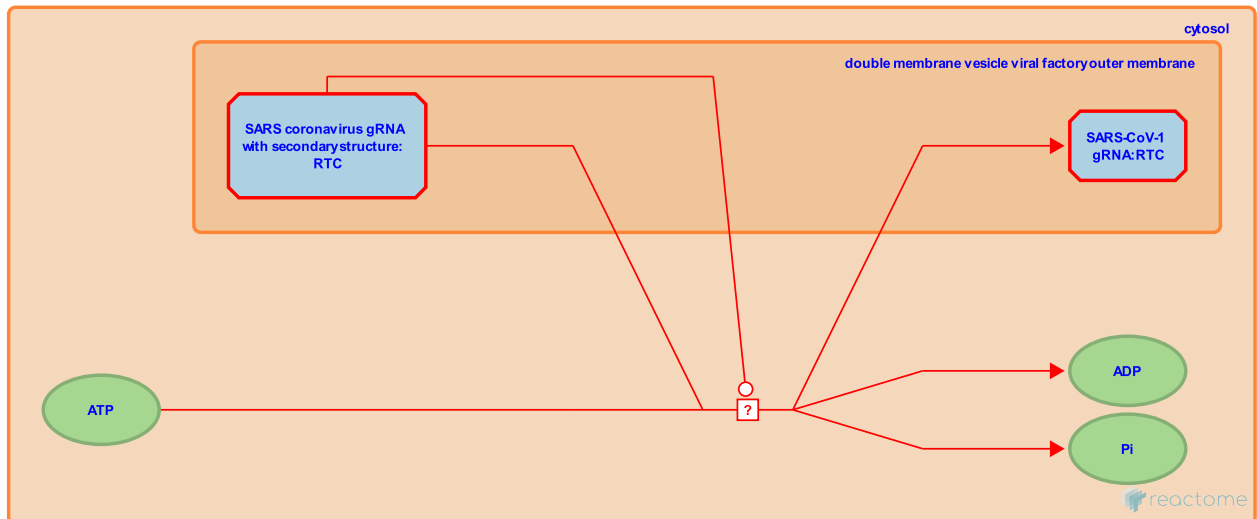 cytosol
double membrane vesicle viral factory outer membrane
SARS coronavirus gRNA
with secondary structure:
RTC
SARS-CoV-1
gRNA:RTC
ATP
?
ADP
Pi
reactome